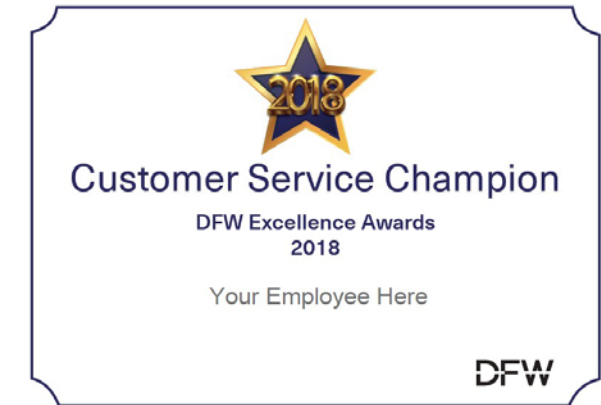 2018
Customer Service Champion
DFW Excellence Awards
2018
Your Employee Here
DFW